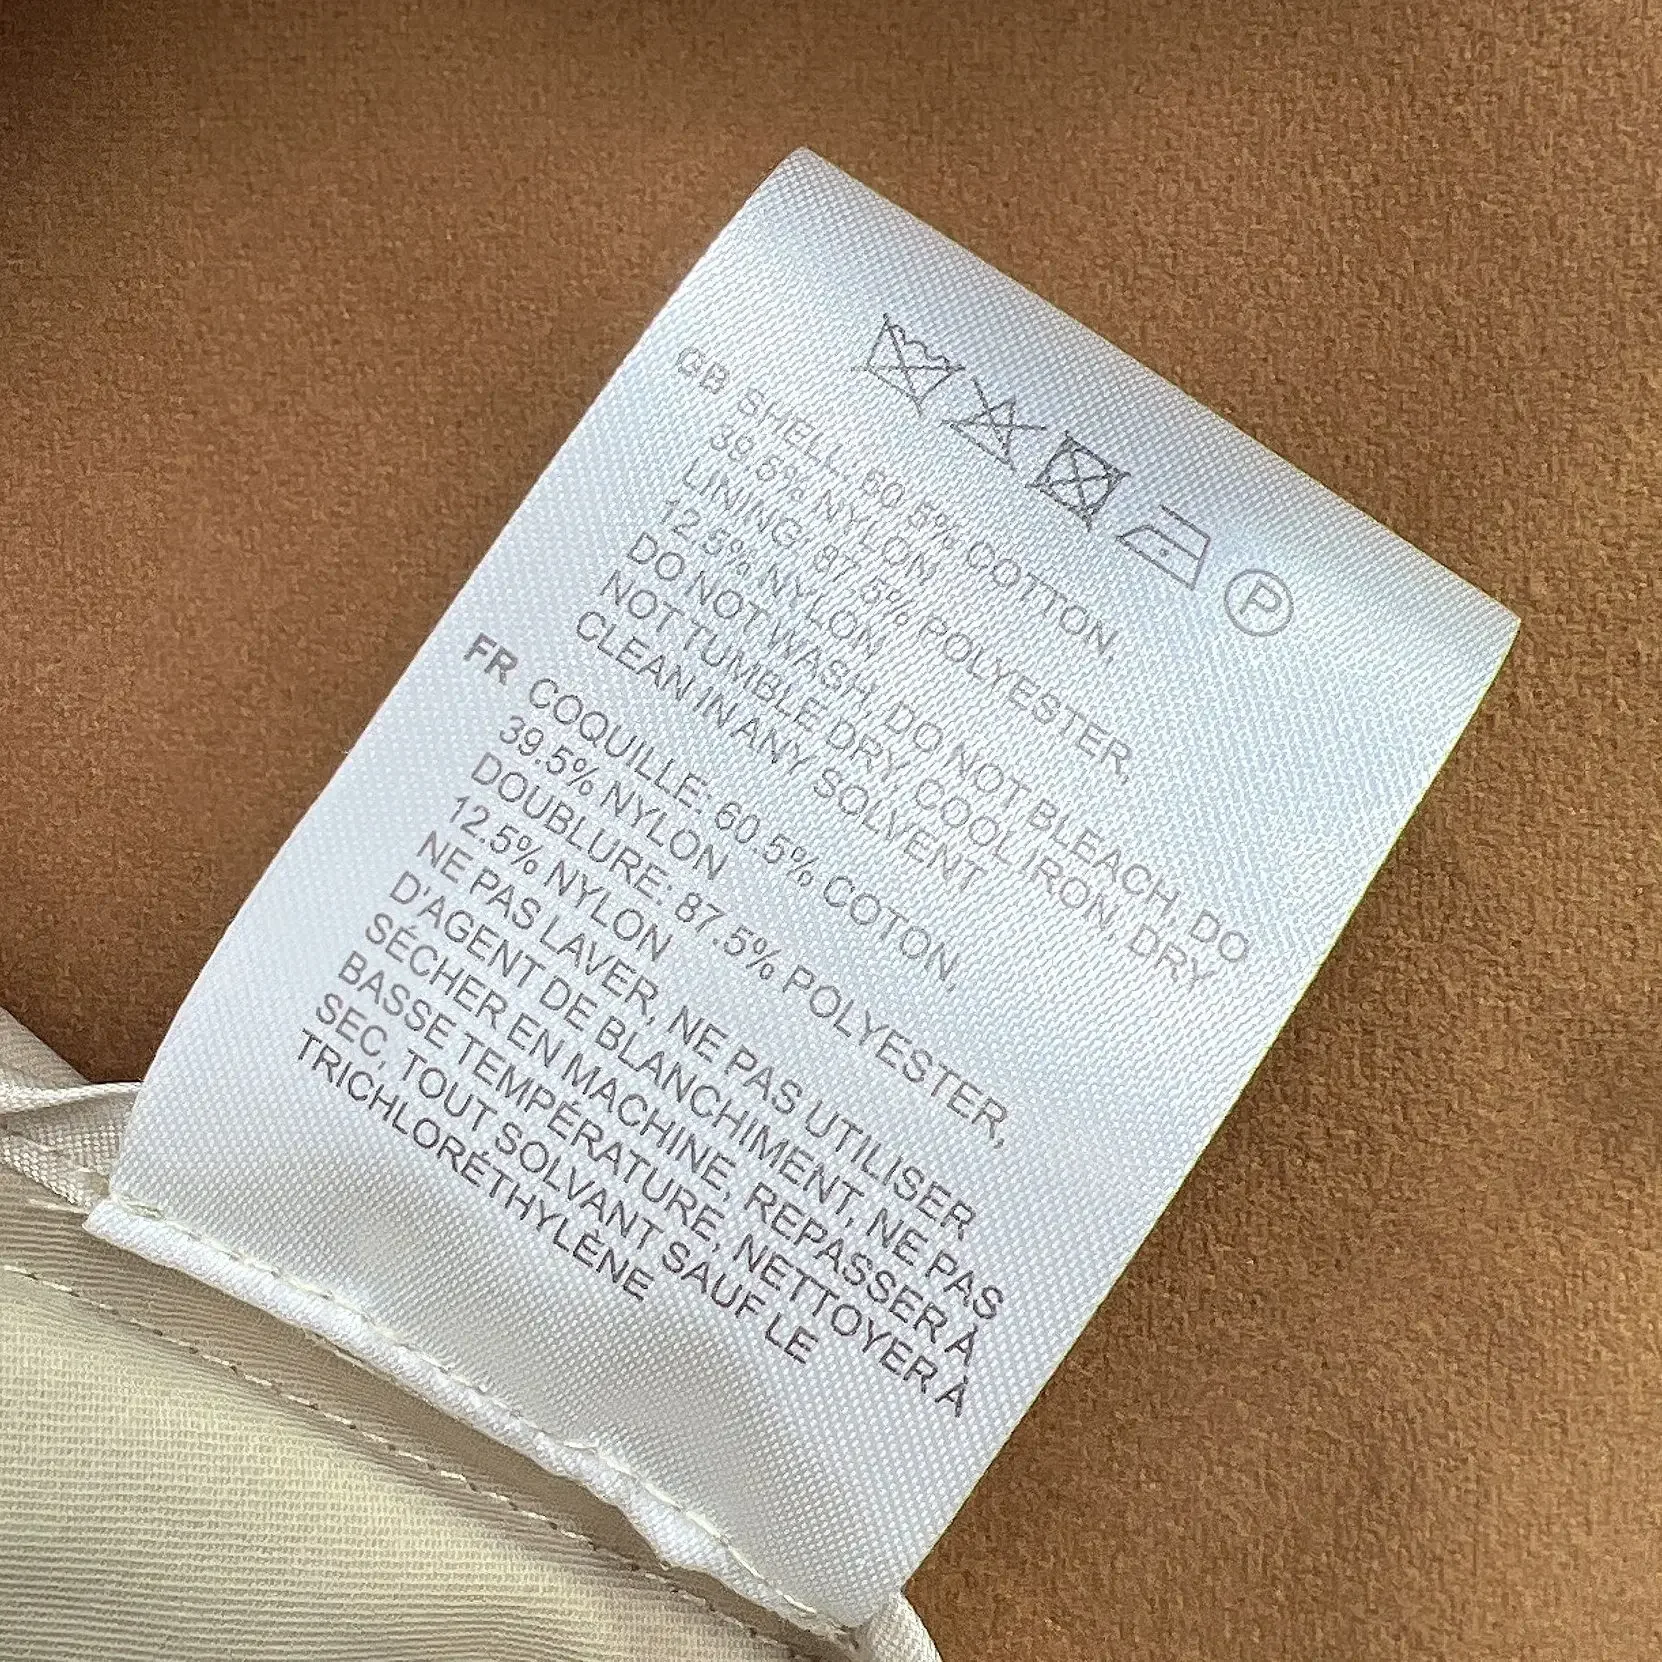 P
GB SHELL: 60.5% COTTON,
39.5% NYLON
LINING: 87.5% POLYESTER,
12.5% NYLON
DO NOT WASH, DO NOT BLEACH, DO
NOT TUMBLE DRY, COOL IRON, DRY
CLEAN IN ANY SOLVENT
FR COQUILLE: 60.5% COTON,
39.5% NYLON
DOUBLURE: 87.5% POLYESTER,
12.5% NYLON
NE PAS LAVER, NE PAS UTILISER
D'AGENT DE BLANCHIMENT, NE PAS
SÉCHER EN MACHINE, REPASSER À
BASSE TEMPÉRATURE, NETTOYER À
SEC, TOUT SOLVANT SAUF LE
TRICHLORÉTHYLÈNE